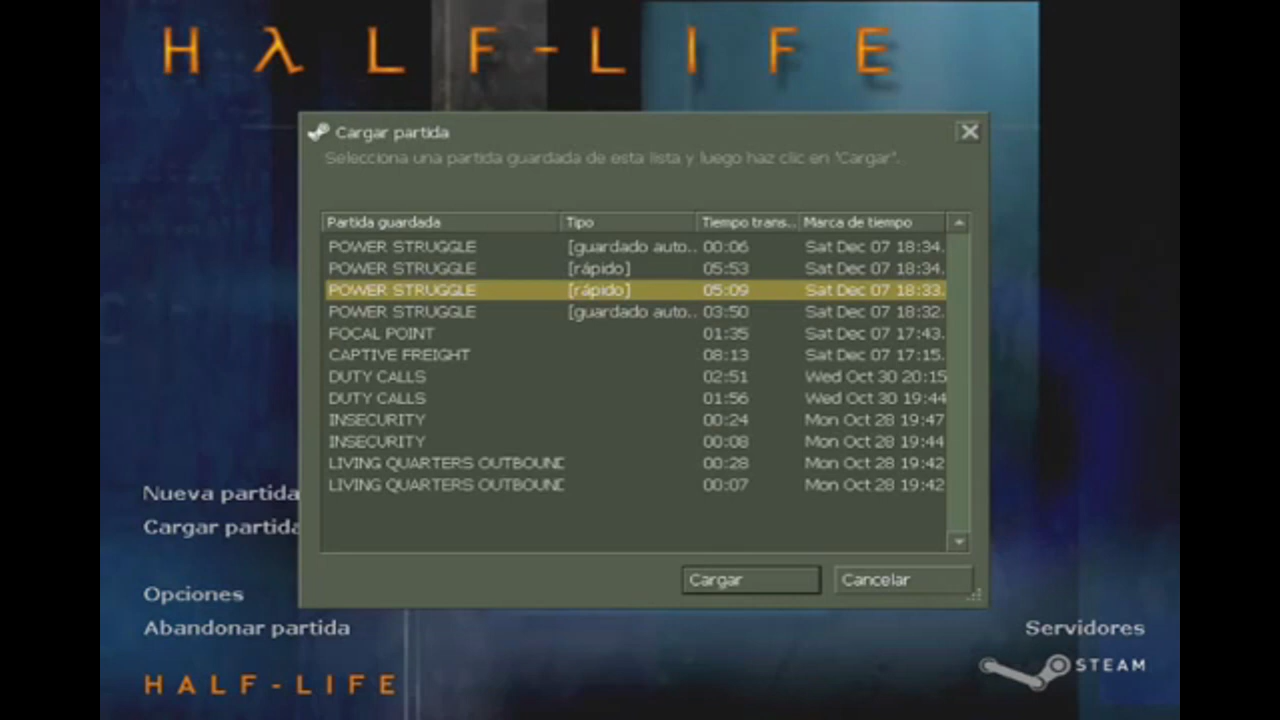 HλLF-LIFE
Cargar partida
Selecciona una partida guardada de esta lista y luego haz clic en 'Cargar'.
Partida guardada Tipo Tiempo trans... Marca de tiempo
POWER STRUGGLE [guardado auto... 00:06 Sat Dec 07 18:34.
POWER STRUGGLE [rápido] 05:53 Sat Dec 07 18:34.
POWER STRUGGLE [rápido] 05:09 Sat Dec 07 18:33.
POWER STRUGGLE [guardado auto... 03:50 Sat Dec 07 18:32.
FOCAL POINT 01:35 Sat Dec 07 17:43.
CAPTIVE FREIGHT 08:13 Sat Dec 07 17:15.
DUTY CALLS 02:51 Wed Oct 30 20:15
DUTY CALLS 01:56 Wed Oct 30 19:44
INSECURITY 00:24 Mon Oct 28 19:47
INSECURITY 00:08 Mon Oct 28 19:44
LIVING QUARTERS OUTBOUND 00:28 Mon Oct 28 19:42
LIVING QUARTERS OUTBOUND 00:07 Mon Oct 28 19:42
Nueva partida
Cargar partida
Cargar Cancelar
Opciones
Abandonar partida
Servidores
HALF-LIFE
STEAM